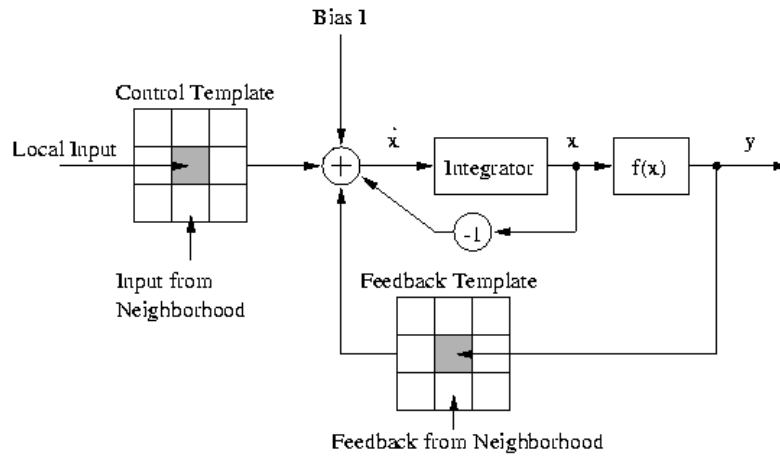 Bias I
Control Template
Local Input
+
ẋ
Integrator
x
f(x)
y
-1
Input from
Neighborhood
Feedback Template
Feedback from Neighborhood